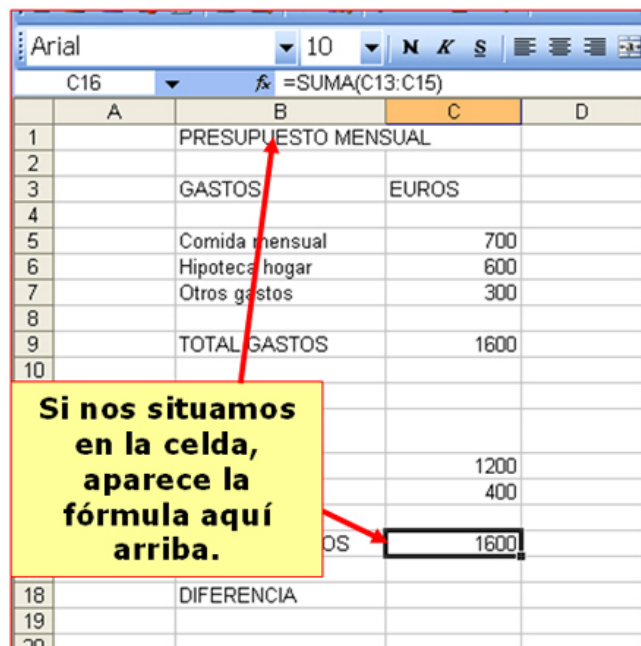 Arial 10 N K S
C16 fx =SUMA(C13:C15)
A B C D
1 PRESUPUESTO MENSUAL
2
3 GASTOS EUROS
4
5 Comida mensual 700
6 Hipoteca hogar 600
7 Otros gastos 300
8
9 TOTAL GASTOS 1600
10
Si nos situamos
en la celda,
aparece la
fórmula aquí
arriba.
1200
400
OS 1600
18 DIFERENCIA
19